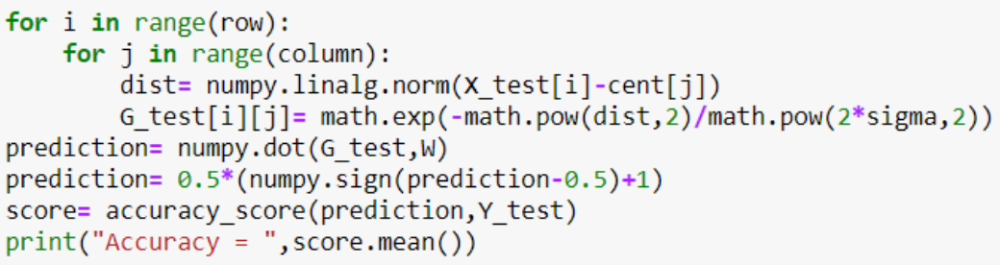 for i in range(row):
    for j in range(column):
        dist= numpy.linalg.norm(X_test[i]-cent[j])
        G_test[i][j]= math.exp(-math.pow(dist,2)/math.pow(2*sigma,2))
prediction= numpy.dot(G_test,W)
prediction= 0.5*(numpy.sign(prediction-0.5)+1)
score= accuracy_score(prediction,Y_test)
print("Accuracy = ",score.mean())